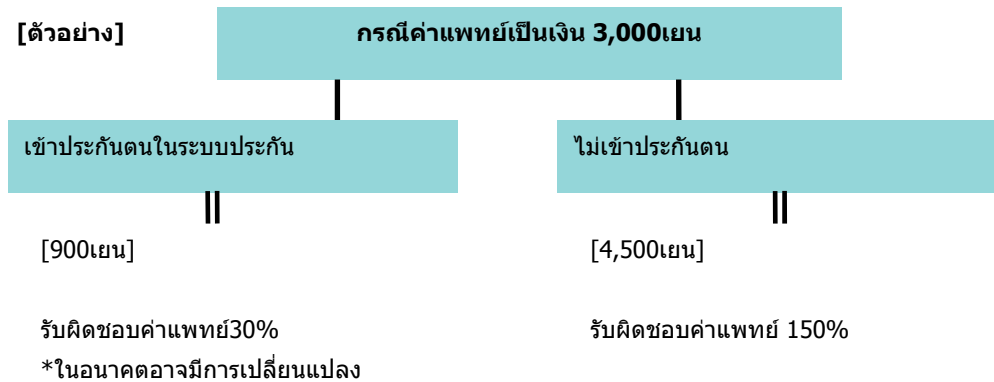 [ตัวอย่าง]
กรณีค่าแพทย์เป็นเงิน 3,000เยน
เข้าประกันตนในระบบประกัน
[900เยน]
รับผิดชอบค่าแพทย์30%
*ในอนาคตอาจมีการเปลี่ยนแปลง
ไม่เข้าประกันตน
[4,500เยน]
รับผิดชอบค่าแพทย์ 150%